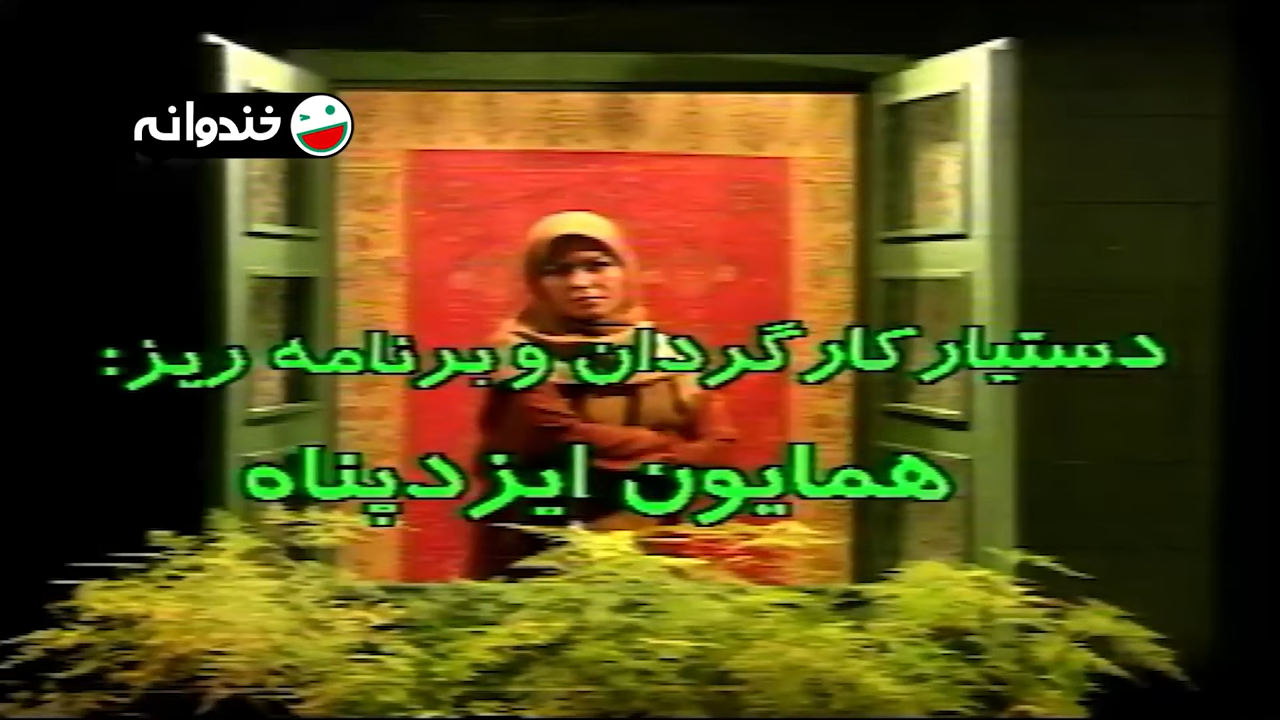 خندوانه
دستیار کارگردان و برنامه ریز:
همایون ایزدپناه